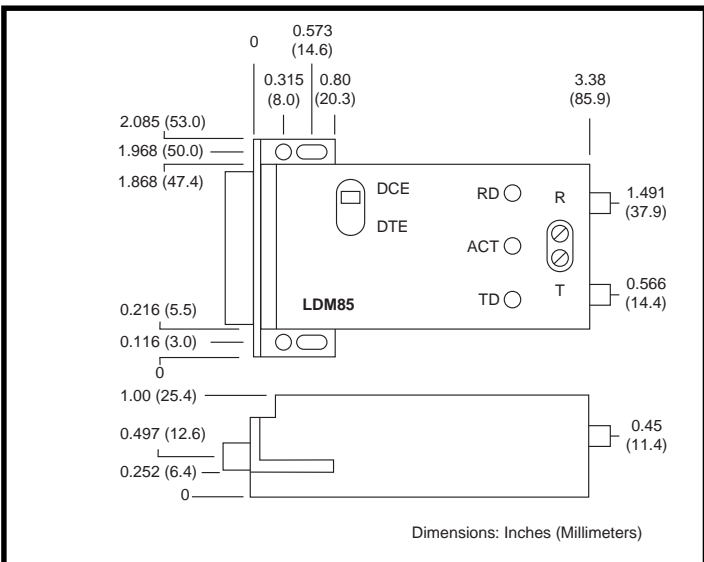 0
0.573
(14.6)
0.315
(8.0)
0.80
(20.3)
3.38
(85.9)
2.085 (53.0)
1.968 (50.0)
1.868 (47.4)
DCE
DTE
RD
R
1.491
(37.9)
ACT
TD
T
0.566
(14.4)
LDM85
0.216 (5.5)
0.116 (3.0)
0
1.00 (25.4)
0.497 (12.6)
0.45
(11.4)
0.252 (6.4)
0
Dimensions: Inches (Millimeters)